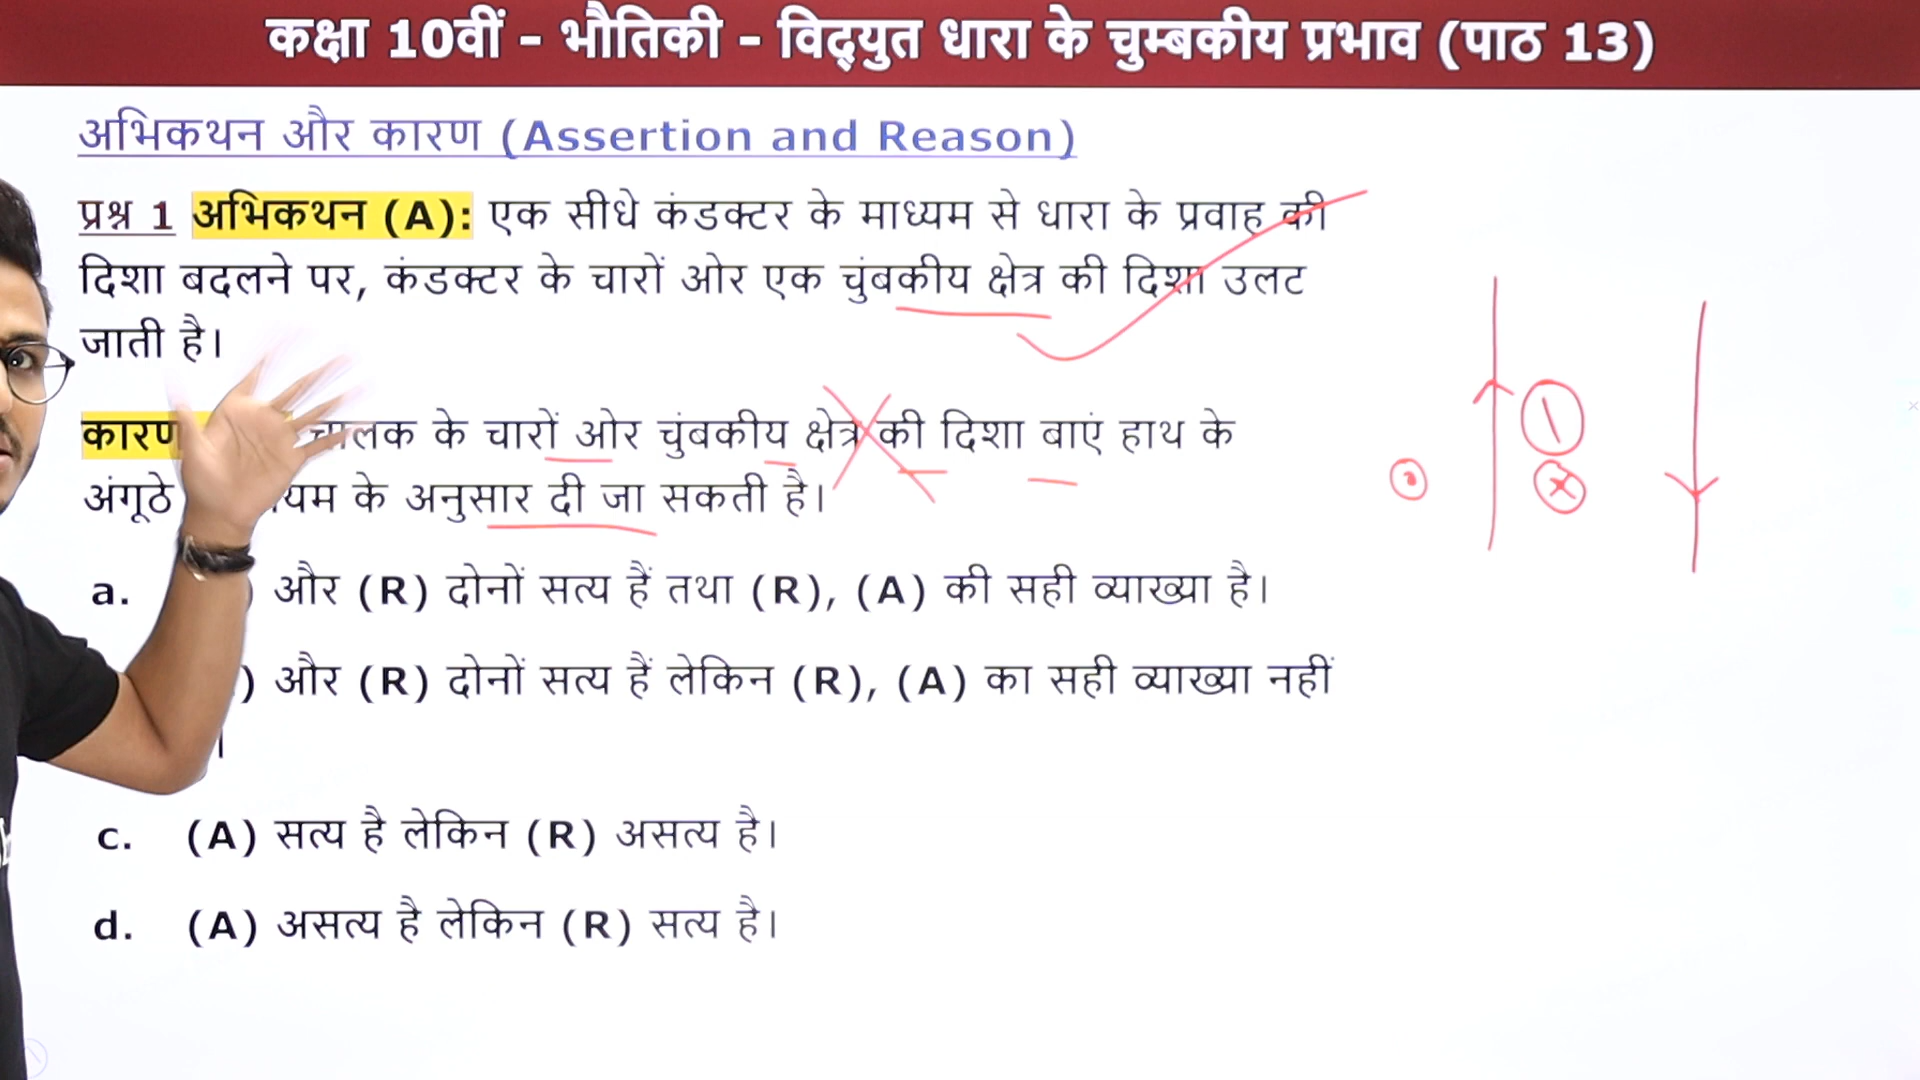 कक्षा 10वीं - भौतिकी - विद्युत धारा के चुम्बकीय प्रभाव (पाठ 13)
अभिकथन और कारण (Assertion and Reason)
प्रश्न 1 अभिकथन (A): एक सीधे कंडक्टर के माध्यम से धारा के प्रवाह की
दिशा बदलने पर, कंडक्टर के चारों ओर एक चुंबकीय क्षेत्र की दिशा उलट
जाती है।
कारण चालक के चारों ओर चुंबकीय क्षेत्र की दिशा बाएं हाथ के
अंगूठे के अनुसार दी जा सकती है।
a. और (R) दोनों सत्य हैं तथा (R), (A) की सही व्याख्या है।
) और (R) दोनों सत्य हैं लेकिन (R), (A) का सही व्याख्या नहीं
।
c. (A) सत्य है लेकिन (R) असत्य है।
d. (A) असत्य है लेकिन (R) सत्य है।